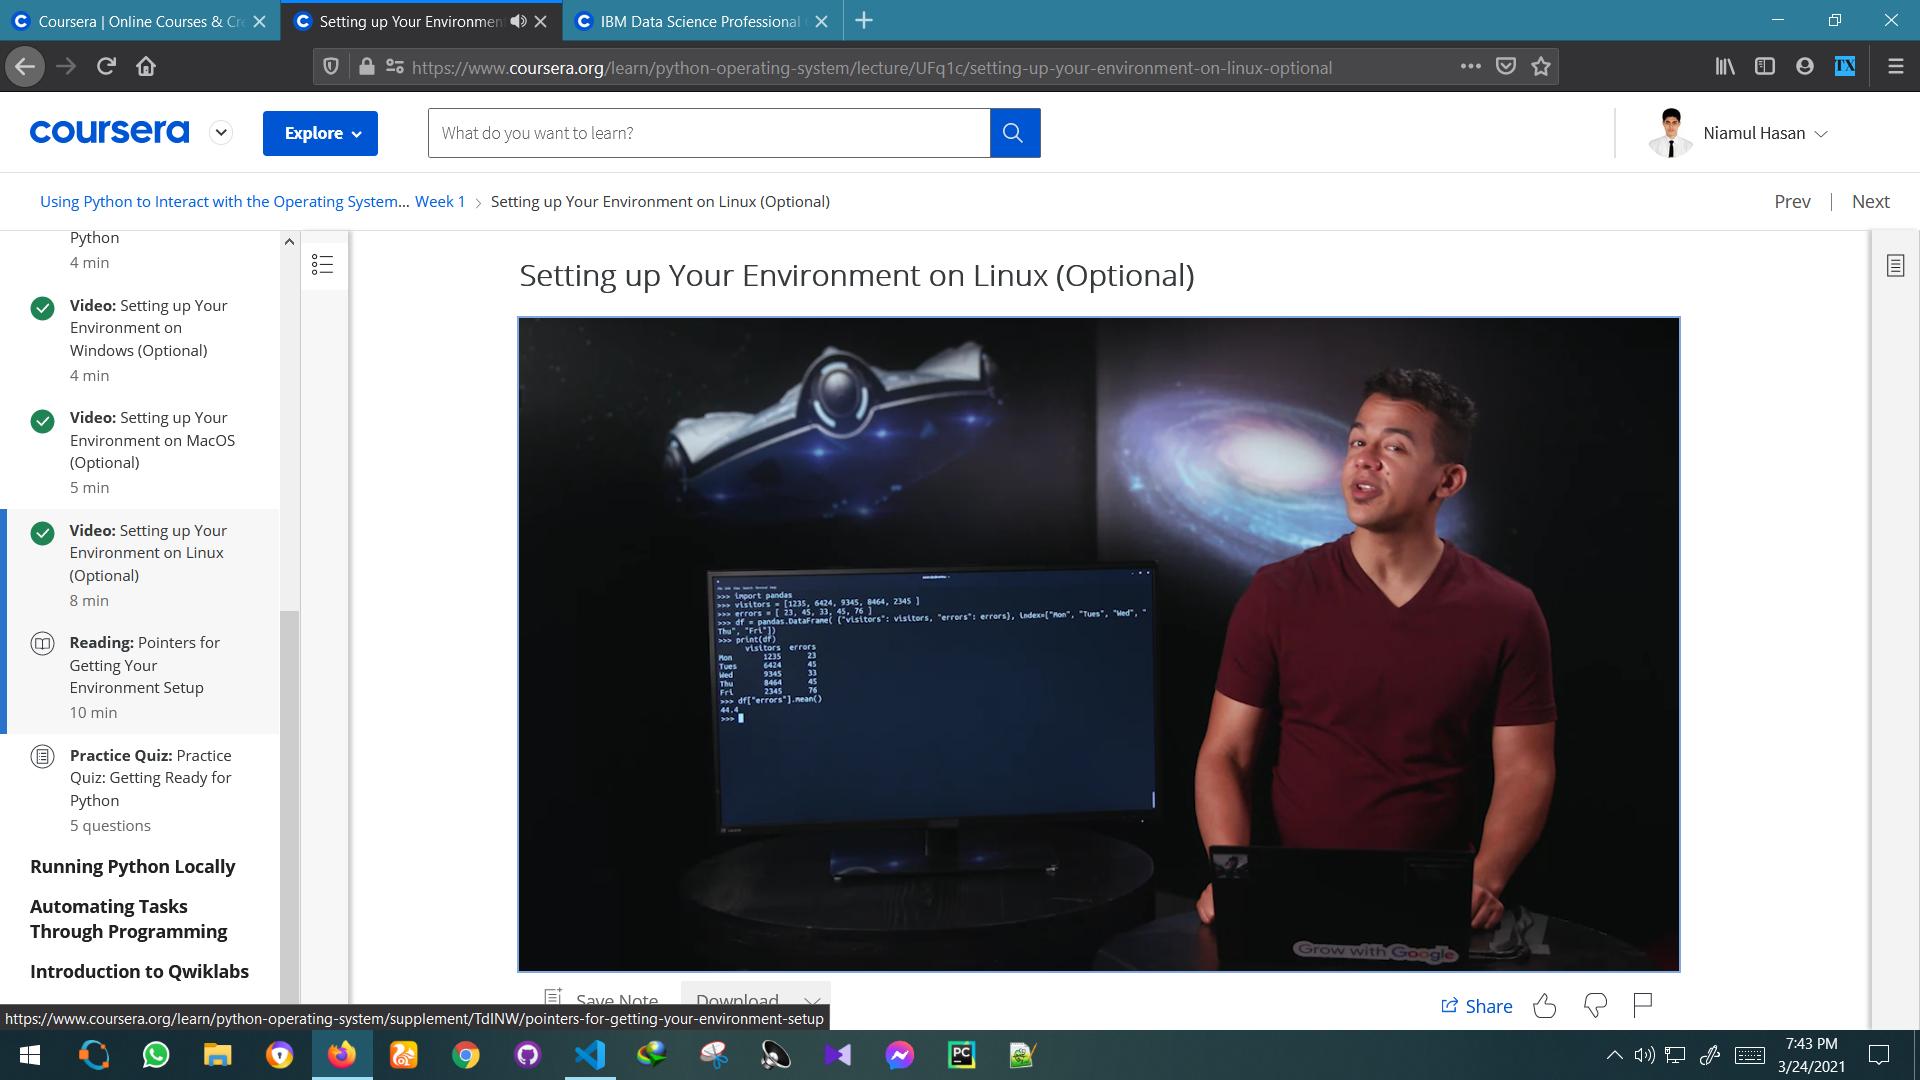 Coursera | Online Courses & Cre
Setting up Your Environmen
IBM Data Science Professional
https://www.coursera.org/learn/python-operating-system/lecture/UFq1c/setting-up-your-environment-on-linux-optional
TX
coursera
Explore
What do you want to learn?
Niamul Hasan
Using Python to Interact with the Operating System... Week 1 > Setting up Your Environment on Linux (Optional)
Prev | Next
Python
4 min
Video: Setting up Your
Environment on
Windows (Optional)
4 min
Video: Setting up Your
Environment on MacOS
(Optional)
5 min
Video: Setting up Your
Environment on Linux
(Optional)
8 min
Reading: Pointers for
Getting Your
Environment Setup
10 min
Practice Quiz: Practice
Quiz: Getting Ready for
Python
5 questions
Running Python Locally
Automating Tasks
Through Programming
Introduction to Qwiklabs
Setting up Your Environment on Linux (Optional)
>>> import pandas
>>> visitors = [1235, 6424, 9345, 8464, 2345 ]
>>> errors = [ 23, 45, 33, 45, 76 ]
>>> df = pandas.DataFrame( {"visitors": visitors, "errors": errors}, index=["Mon", "Tues", "Wed", "
Thu", "Fri"])
>>> print(df)
visitors errors
Mon 1235 23
Tues 6424 45
Wed 9345 33
Thu 8464 45
Fri 2345 76
>>> df["errors"].mean()
44.4
>>>
Grow with Google
Save Note
Download
Share
https://www.coursera.org/learn/python-operating-system/supplement/TdINW/pointers-for-getting-your-environment-setup
PC
7:43 PM
3/24/2021